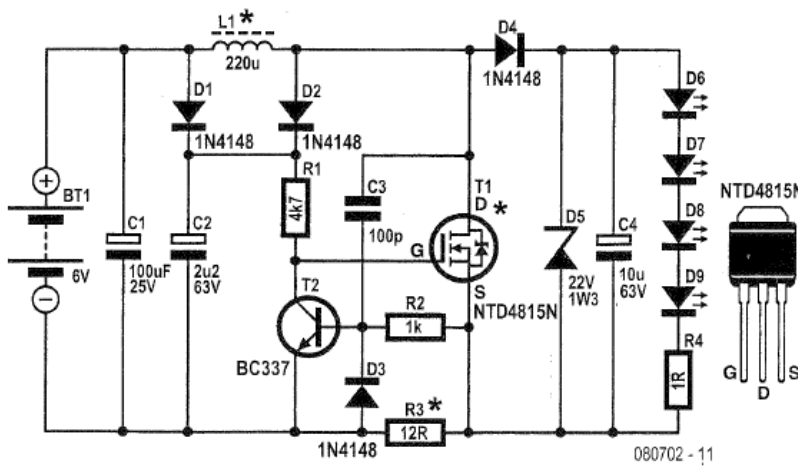 L1*
220u
D1
1N4148
D2
1N4148
D4
1N4148
D6
D7
D8
D9
+
BT1
6V
−
C1
100uF
25V
C2
2u2
63V
R1
4k7
C3
100p
T1
D
*
G
S
NTD4815N
T2
BC337
R2
1k
D3
1N4148
R3*
12R
D5
22V
1W3
C4
10u
63V
R4
1R
NTD4815N
G
D
S
080702 - 11